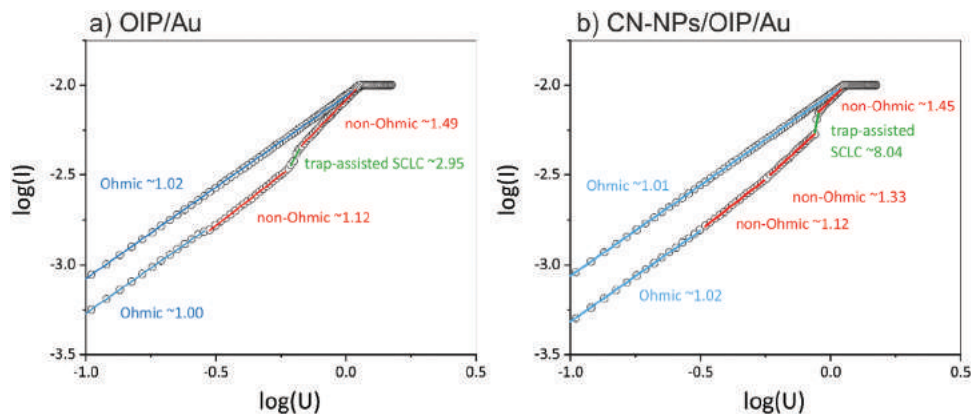 a) OIP/Au
-2.0
-2.5
-3.0
-3.5
log(I)
-1.0 -0.5 0.0 0.5
log(U)
non-Ohmic ~1.49
trap-assisted SCLC ~2.95
Ohmic ~1.02
non-Ohmic ~1.12
Ohmic ~1.00
b) CN-NPs/OIP/Au
-2.0
-2.5
-3.0
-3.5
log(I)
-1.0 -0.5 0.0 0.5
log(U)
non-Ohmic ~1.45
trap-assisted
SCLC ~8.04
Ohmic ~1.01
non-Ohmic ~1.33
non-Ohmic ~1.12
Ohmic ~1.02